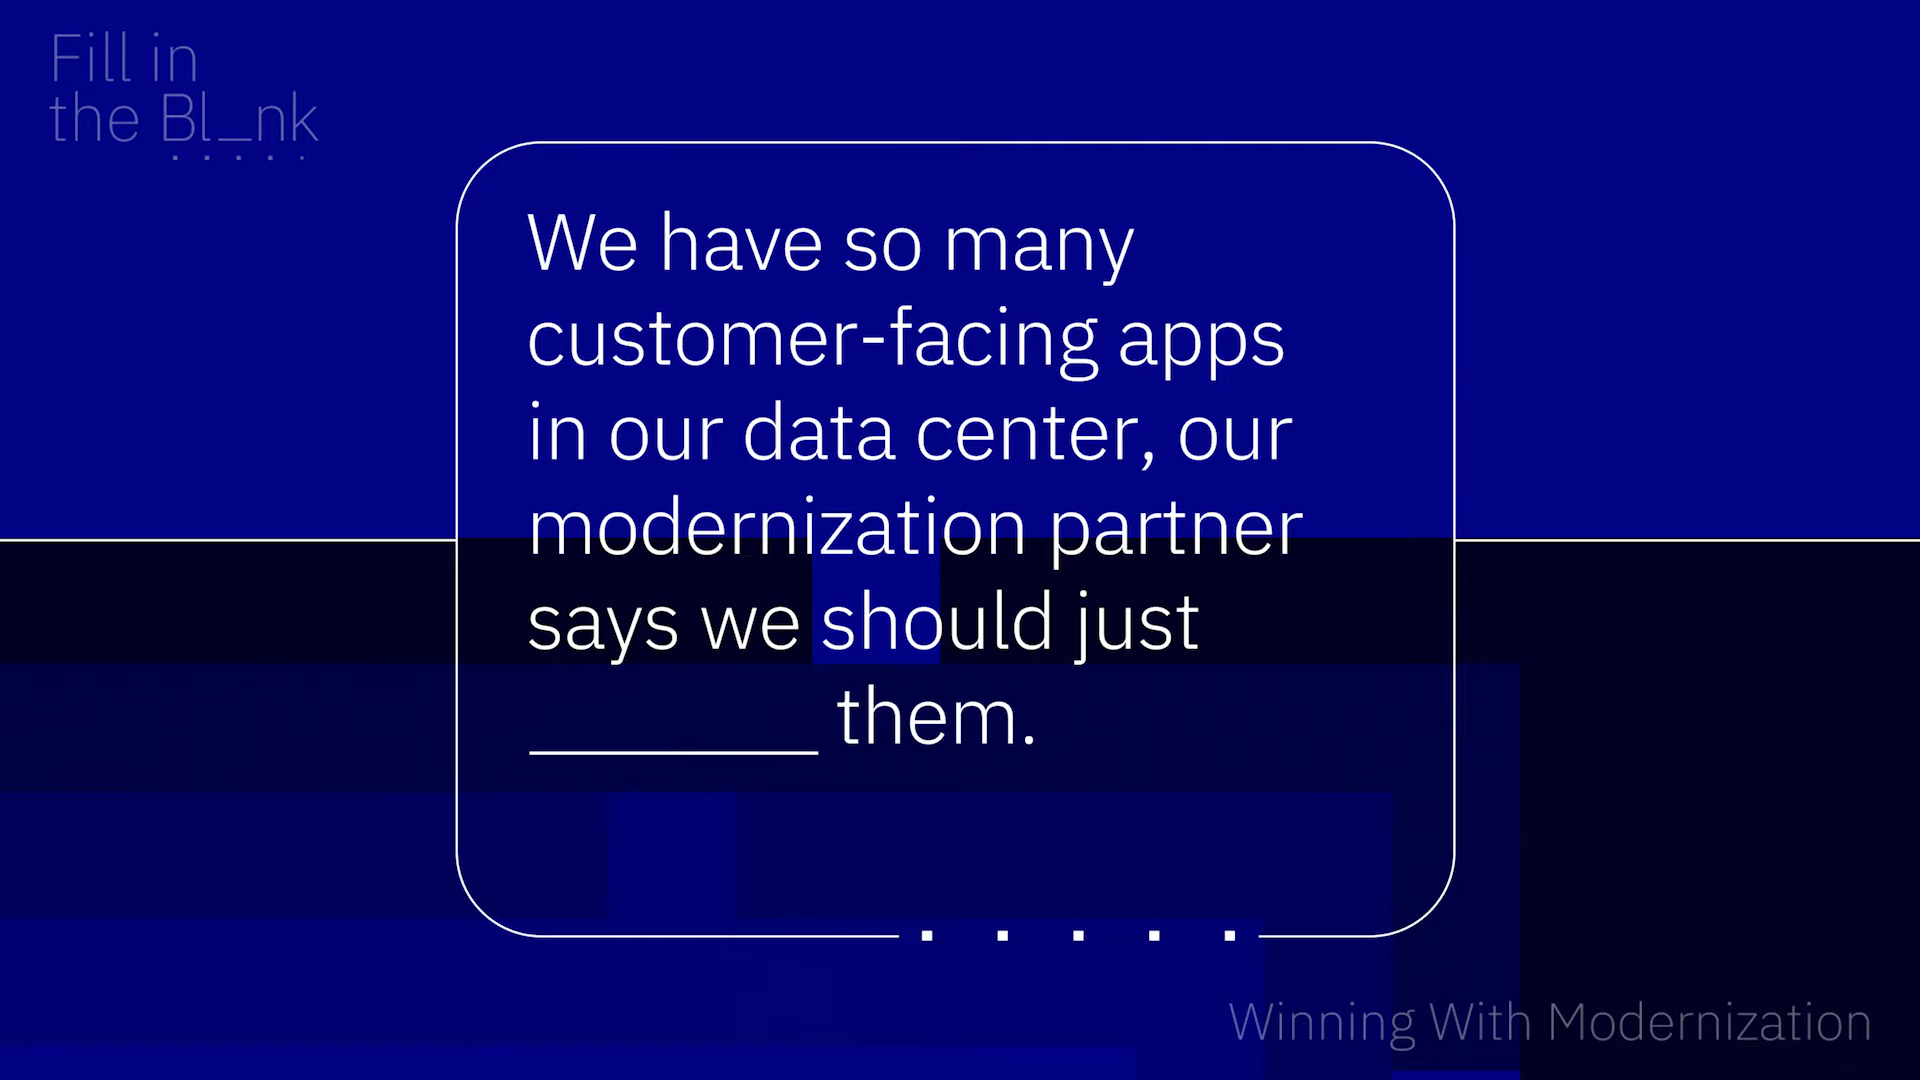 Fill in
the Bl_nk
We have so many
customer-facing apps
in our data center, our
modernization partner
says we should just
________ them.
Winning With Modernization